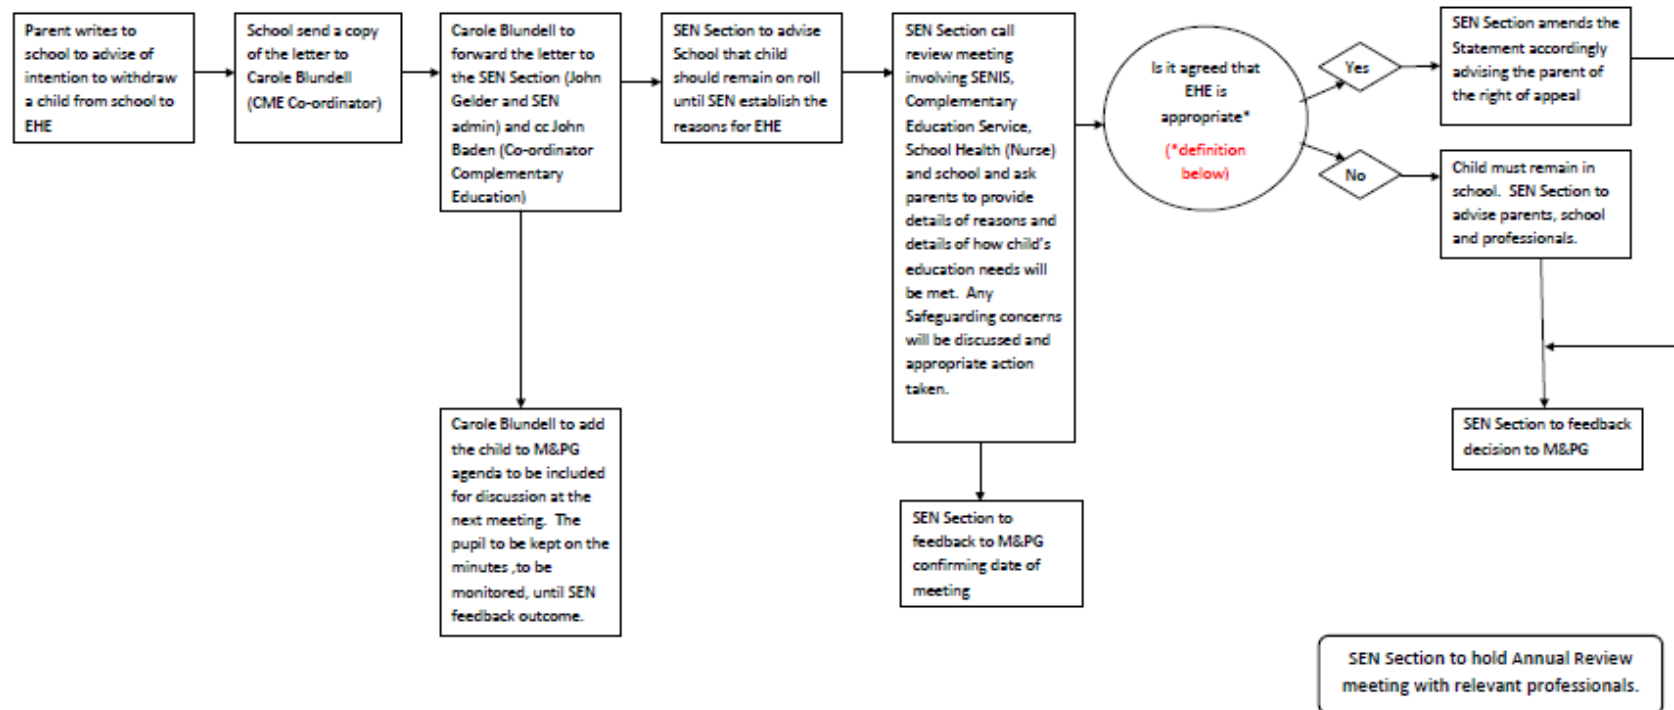 Parent writes to
school to advise of
intention to withdraw
a child from school to
EHE
School send a copy
of the letter to
Carole Blundell
(CME Co-ordinator)
Carole Blundell to
forward the letter to
the SEN Section (John
Gelder and SEN
admin) and cc John
Baden (Co-ordinator
Complementary
Education)
SEN Section to advise
School that child
should remain on roll
until SEN establish the
reasons for EHE
SEN Section call
review meeting
involving SENIS,
Complementary
Education Service,
School Health (Nurse)
and school and ask
parents to provide
details of reasons and
details of how child's
education needs will
be met.  Any
Safeguarding concerns
will be discussed and
appropriate action
taken.
Is it agreed that
EHE is
appropriate*
(*definition
below)
Yes
No
SEN Section amends the
Statement accordingly
advising the parent of
the right of appeal
Child must remain in
school.  SEN Section to
advise parents, school
and professionals.
SEN Section to feedback
decision to M&PG
Carole Blundell to add
the child to M&PG
agenda to be included
for discussion at the
next meeting.  The
pupil to be kept on the
minutes ,to be
monitored, until SEN
feedback outcome.
SEN Section to
feedback to M&PG
confirming date of
meeting
SEN Section to hold Annual Review
meeting with relevant professionals.